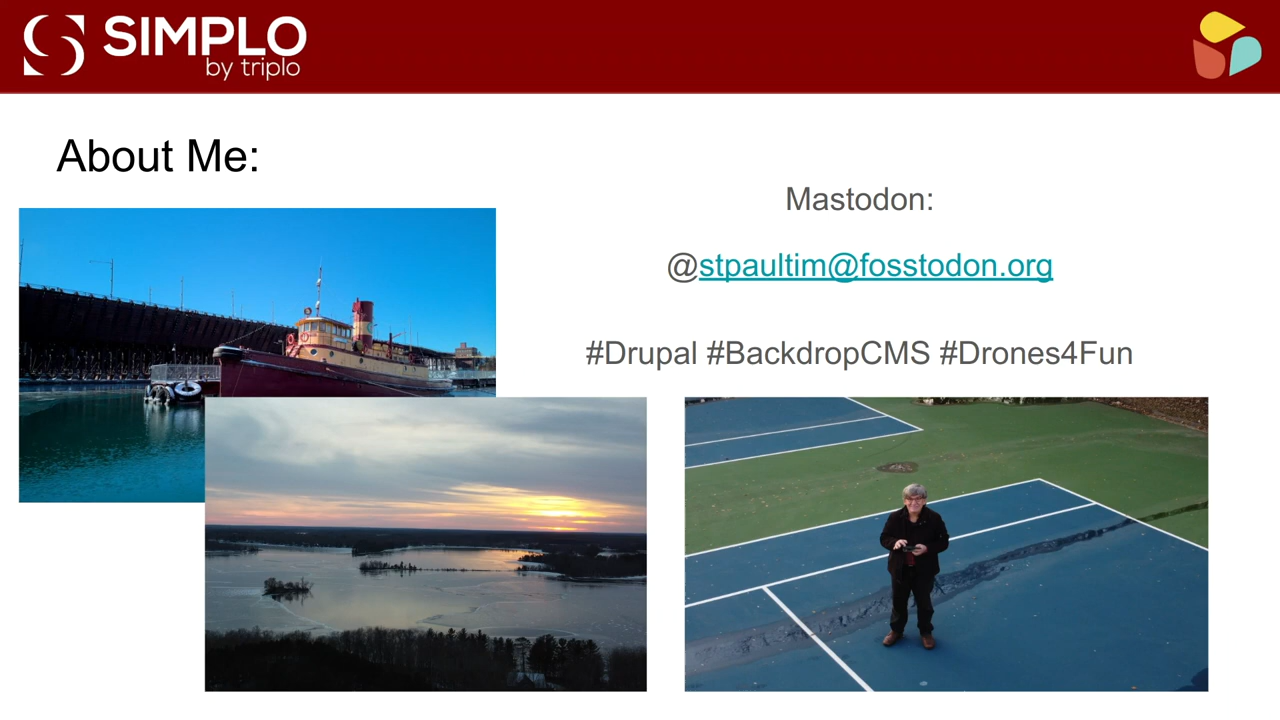 SIMPLO
by triplo
About Me:
Mastodon:
@stpaultim@fosstodon.org
#Drupal #BackdropCMS #Drones4Fun